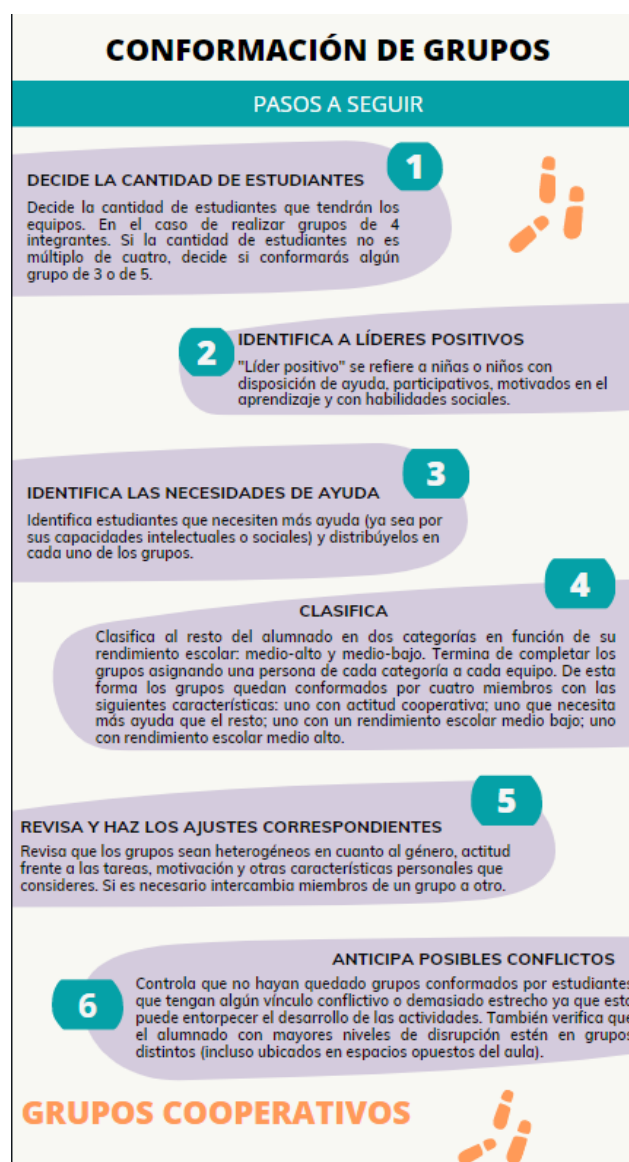 CONFORMACIÓN DE GRUPOS
PASOS A SEGUIR
1
DECIDE LA CANTIDAD DE ESTUDIANTES
Decide la cantidad de estudiantes que tendrán los
equipos. En el caso de realizar grupos de 4
integrantes. Si la cantidad de estudiantes no es
múltiplo de cuatro, decide si conformarás algún
grupo de 3 o de 5.
2
IDENTIFICA A LÍDERES POSITIVOS
"Líder positivo" se refiere a niñas o niños con
disposición de ayuda, participativos, motivados en el
aprendizaje y con habilidades sociales.
3
IDENTIFICA LAS NECESIDADES DE AYUDA
Identifica estudiantes que necesiten más ayuda (ya sea por
sus capacidades intelectuales o sociales) y distribúyelos en
cada uno de los grupos.
4
CLASIFICA
Clasifica al resto del alumnado en dos categorías en función de su
rendimiento escolar: medio-alto y medio-bajo. Termina de completar los
grupos asignando una persona de cada categoría a cada equipo. De esta
forma los grupos quedan conformados por cuatro miembros con las
siguientes características: uno con actitud cooperativa; uno que necesita
más ayuda que el resto; uno con un rendimiento escolar medio bajo; uno
con rendimiento escolar medio alto.
5
REVISA Y HAZ LOS AJUSTES CORRESPONDIENTES
Revisa que los grupos sean heterogéneos en cuanto al género, actitud
frente a las tareas, motivación y otras características personales que
consideres. Si es necesario intercambia miembros de un grupo a otro.
6
ANTICIPA POSIBLES CONFLICTOS
Controla que no hayan quedado grupos conformados por estudiantes
que tengan algún vínculo conflictivo o demasiado estrecho ya que esto
puede entorpecer el desarrollo de las actividades. También verifica que
el alumnado con mayores niveles de disrupción estén en grupos
distintos (incluso ubicados en espacios opuestos del aula).
GRUPOS COOPERATIVOS